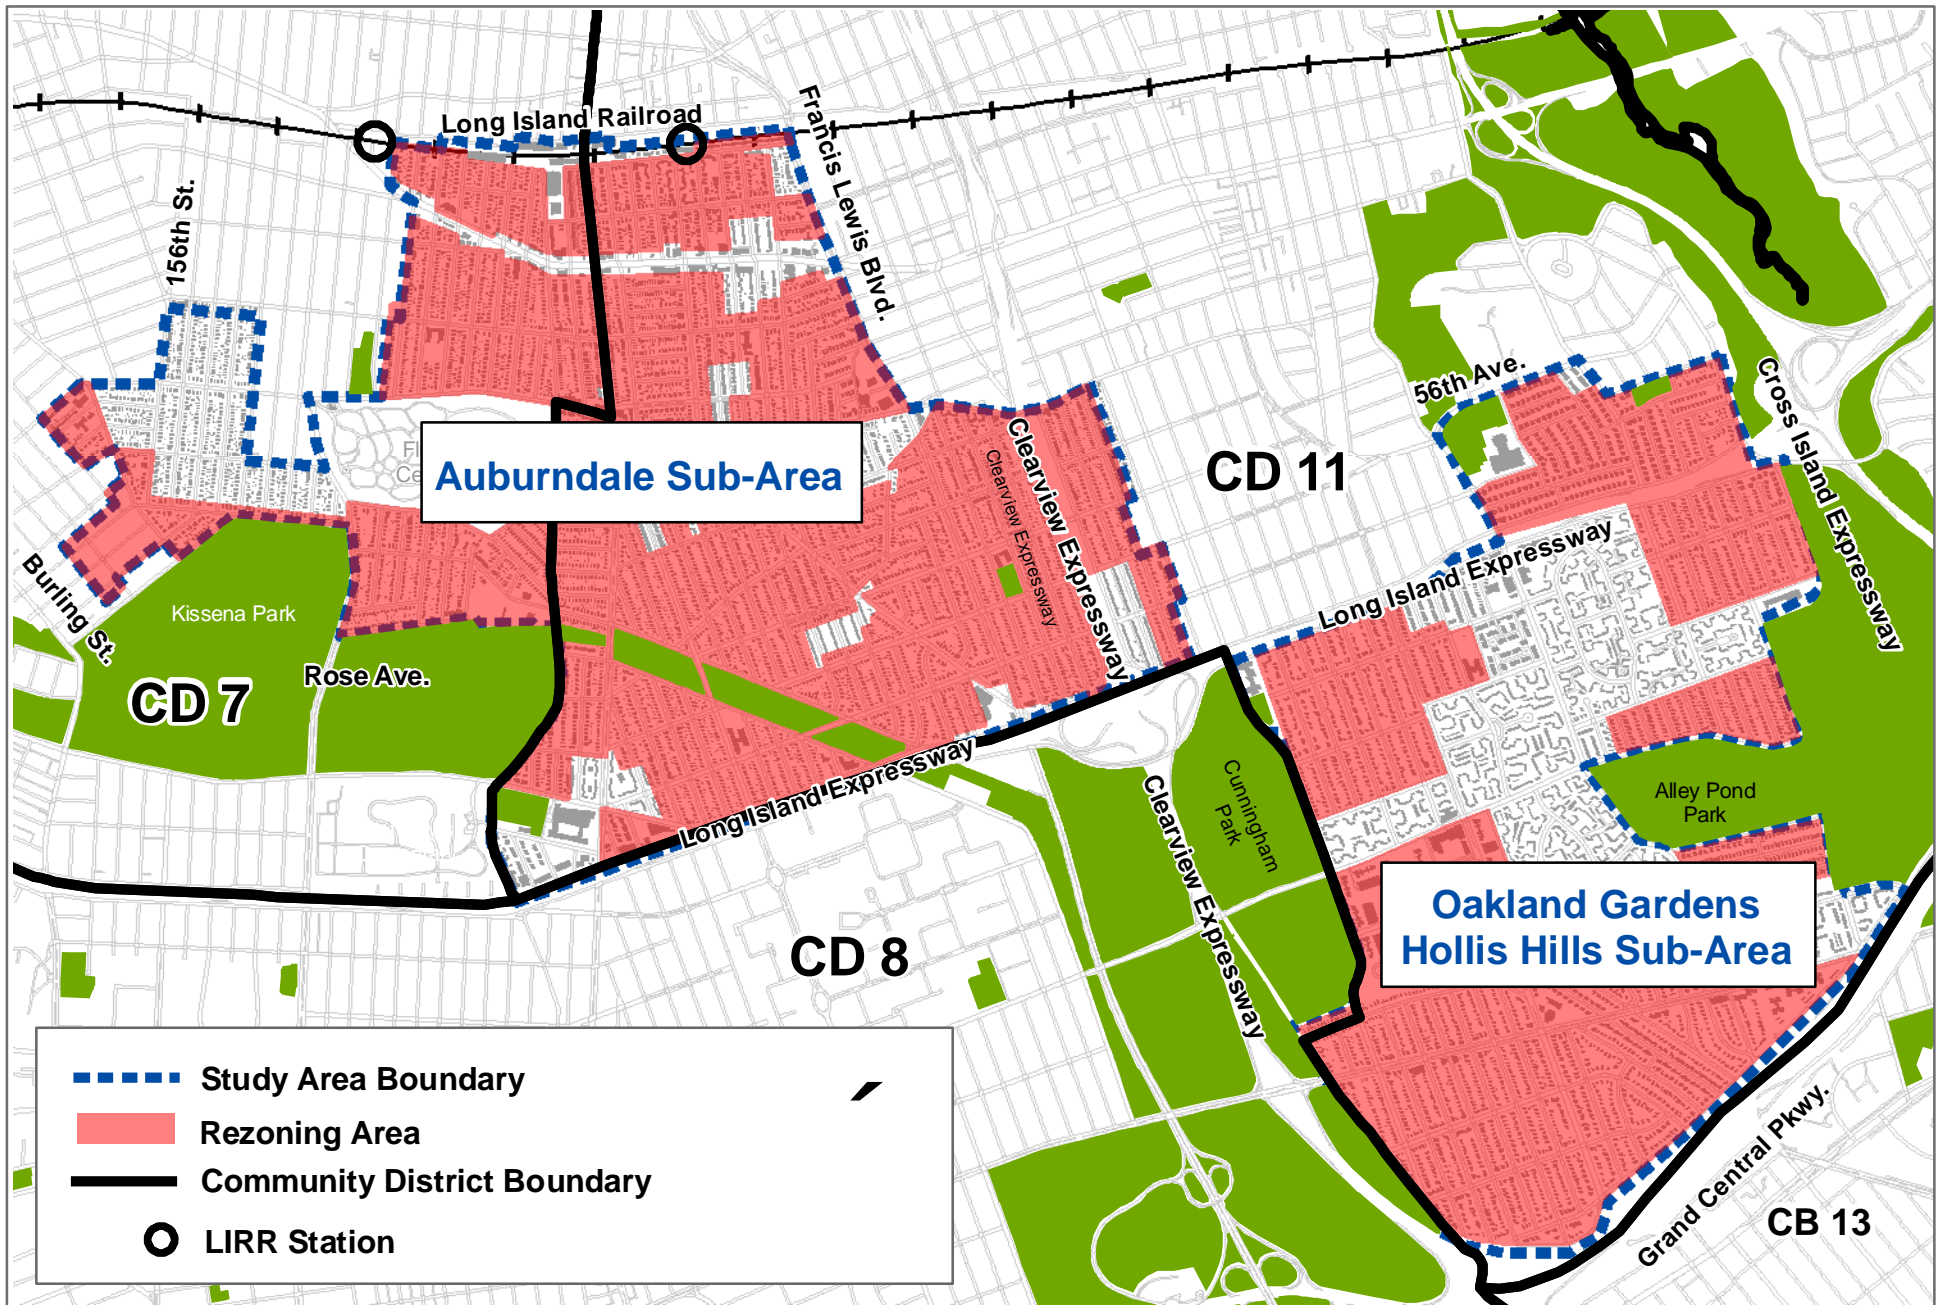 Long Island Railroad
Francis Lewis Blvd.
156th St.
56th Ave.
Cross Island Expressway
Auburndale Sub-Area
CD 11
Clearview Expressway
Clearview Expressway
Long Island Expressway
Burling St.
Kissena Park
Rose Ave.
CD 7
Long Island Expressway
Cunningham
Park
Clearview Expressway
Alley Pond
Park
Oakland Gardens
Hollis Hills Sub-Area
CD 8
Study Area Boundary
Rezoning Area
Community District Boundary
LIRR Station
Grand Central Pkwy.
CB 13